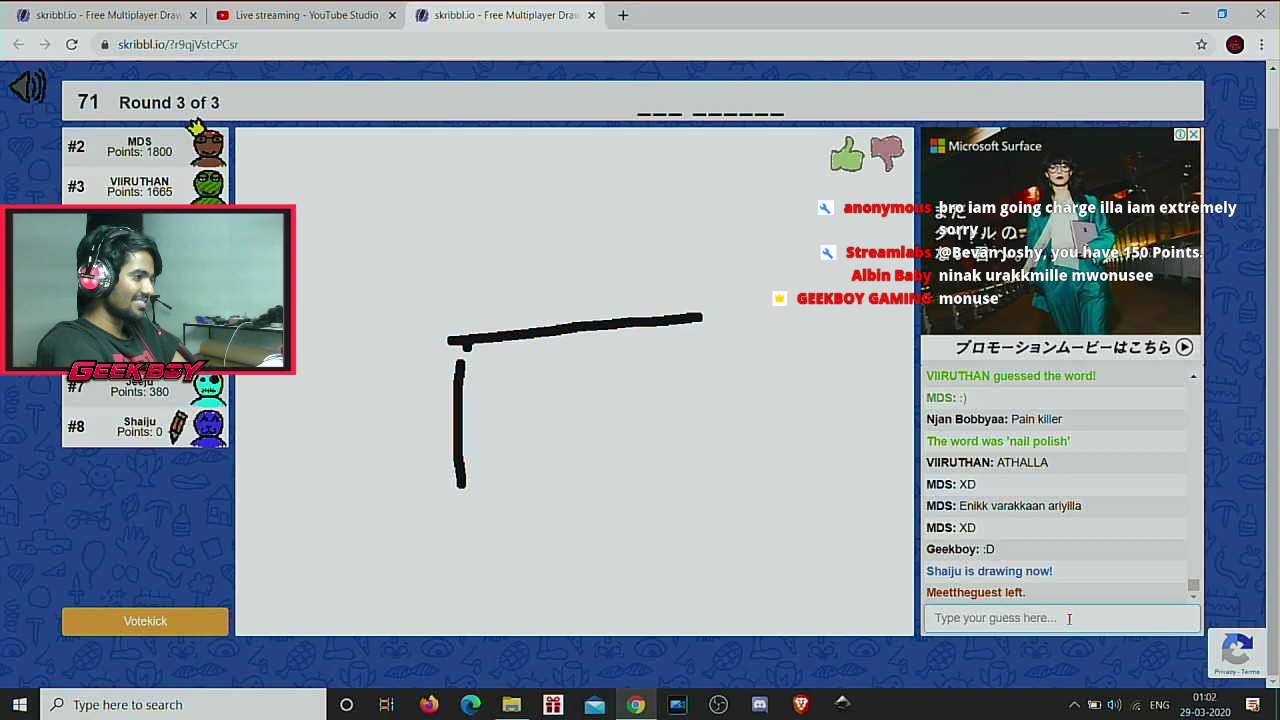 skribbl.io - Free Multiplayer Draw
Live streaming - YouTube Studio
skribbl.io - Free Multiplayer Draw
skribbl.io/?r9qjVstcPCsr
71 Round 3 of 3
#2 MDS
Points: 1800
#3 VIIRUTHAN
Points: 1665
GEEKBOY
#7 Jeeju
Points: 380
#8 Shaiju
Points: 0
Votekick
Microsoft Surface
anonymous bro iam going charge illa iam extremely
sorry
Streamlabs @Bevan Joshy, you have 150 Points.
Albin Baby ninak urakkmille mwonusee
GEEKBOY GAMING monuse
プロモーションムービーはこちら
VIIRUTHAN guessed the word!
MDS: :)
Njan Bobbyaa: Pain killer
The word was 'nail polish'
VIIRUTHAN: ATHALLA
MDS: XD
MDS: Enikk varakkaan ariyilla
MDS: XD
Geekboy: :D
Shaiju is drawing now!
Meettheguest left.
Type your guess here...
Privacy - Terms
Type here to search
ENG
01:02
29-03-2020